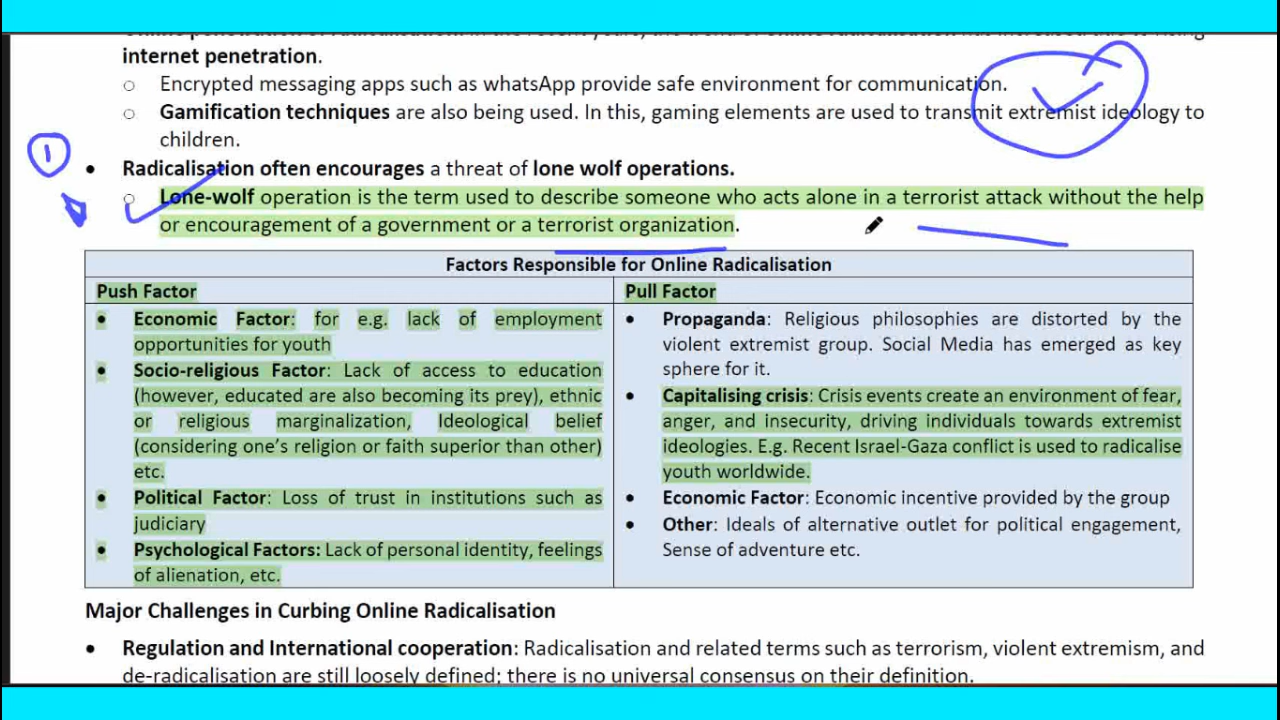 internet penetration.
○ Encrypted messaging apps such as whatsApp provide safe environment for communication.
○ Gamification techniques are also being used. In this, gaming elements are used to transmit extremist ideology to
children.
①
• Radicalisation often encourages a threat of lone wolf operations.
○ Lone-wolf operation is the term used to describe someone who acts alone in a terrorist attack without the help
or encouragement of a government or a terrorist organization.
Factors Responsible for Online Radicalisation
Push Factor
• Economic Factor: for e.g. lack of employment
opportunities for youth
• Socio-religious Factor: Lack of access to education
(however, educated are also becoming its prey), ethnic
or religious marginalization, Ideological belief
(considering one's religion or faith superior than other)
etc.
• Political Factor: Loss of trust in institutions such as
judiciary
• Psychological Factors: Lack of personal identity, feelings
of alienation, etc.
Pull Factor
• Propaganda: Religious philosophies are distorted by the
violent extremist group. Social Media has emerged as key
sphere for it.
• Capitalising crisis: Crisis events create an environment of fear,
anger, and insecurity, driving individuals towards extremist
ideologies. E.g. Recent Israel-Gaza conflict is used to radicalise
youth worldwide.
• Economic Factor: Economic incentive provided by the group
• Other: Ideals of alternative outlet for political engagement,
Sense of adventure etc.
Major Challenges in Curbing Online Radicalisation
• Regulation and International cooperation: Radicalisation and related terms such as terrorism, violent extremism, and
de-radicalisation are still loosely defined; there is no universal consensus on their definition.